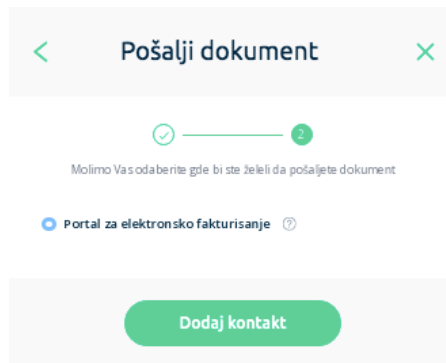 Pošalji dokument
2
Molimo Vas odaberite gde bi ste želeli da pošaljete dokument
Portal za elektronsko fakturisanje ?
Dodaj kontakt